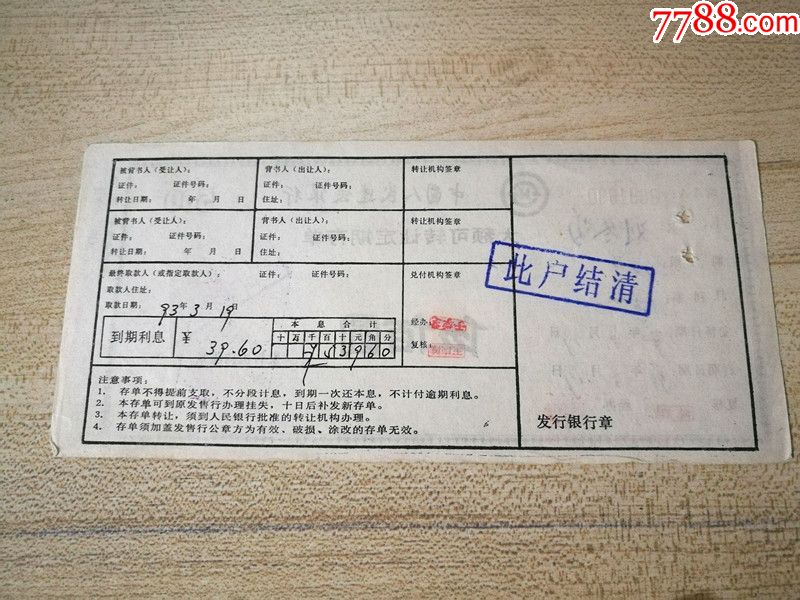 7788.com
被背书人（受让人）：
证件： 证件号码：
转让日期： 年 月 日
背书人（出让人）：
证件： 证件号码：
住址：
转让机构签章
被背书人（受让人）：
证件： 证件号码：
转让日期： 年 月 日
背书人（出让人）：
证件： 证件号码：
住址：
转让机构签章
最终取款人（或指定取款人）： 证件： 证件号码：
取款人住址：
取款日期： 93年 3 月 19 日
兑付机构签章
经办：
复核：
到期利息 ¥ 39.60
本息合计
十 万 千 百 十 元 角 分
5 3 9 6 0
此户结清
注意事项：
1. 存单不得提前支取，不分段计息，到期一次还本息，不计付逾期利息。
2. 本存单可到原发售行办理挂失，十日后补发新存单。
3. 本存单转让，须到人民银行批准的转让机构办理。
4. 存单须加盖发售行公章方为有效、破损、涂改的存单无效。
发行银行章